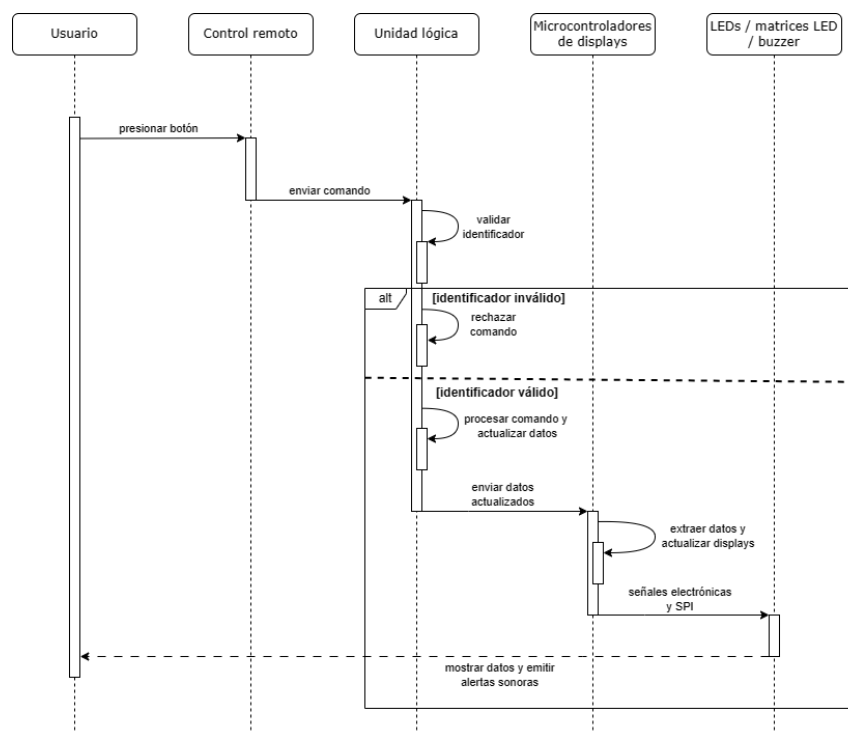 Usuario
Control remoto
Unidad lógica
Microcontroladores
de displays
LEDs / matrices LED
/ buzzer
presionar botón
enviar comando
validar
identificador
alt
[identificador inválido]
rechazar
comando
[identificador válido]
procesar comando y
actualizar datos
enviar datos
actualizados
extraer datos y
actualizar displays
señales electrónicas
y SPI
mostrar datos y emitir
alertas sonoras